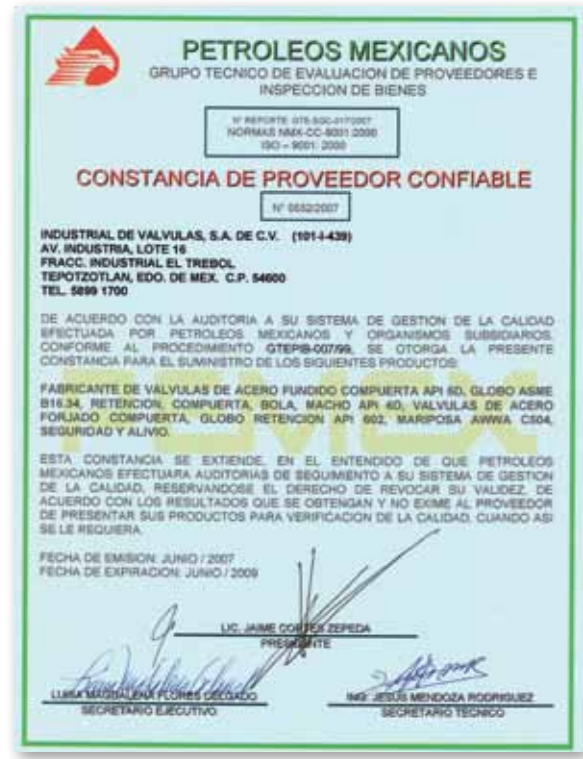 PETROLEOS MEXICANOS
GRUPO TECNICO DE EVALUACION DE PROVEEDORES E
INSPECCION DE BIENES
Nº REPORTE: GTE-SGC-017/2007
NORMAS NMX-CC-9001:2000
ISO – 9001: 2000
CONSTANCIA DE PROVEEDOR CONFIABLE
Nº 0552/2007
INDUSTRIAL DE VALVULAS, S.A. DE C.V. (101-I-439)
AV. INDUSTRIA, LOTE 16
FRACC. INDUSTRIAL EL TREBOL
TEPOTZOTLAN, EDO. DE MEX. C.P. 54600
TEL. 5899 1700
DE ACUERDO CON LA AUDITORIA A SU SISTEMA DE GESTION DE LA CALIDAD
EFECTUADA POR PETROLEOS MEXICANOS Y ORGANISMOS SUBSIDIARIOS,
CONFORME AL PROCEDIMIENTO GTEPIB-007/99, SE OTORGA LA PRESENTE
CONSTANCIA PARA EL SUMINISTRO DE LOS SIGUIENTES PRODUCTOS:
FABRICANTE DE VALVULAS DE ACERO FUNDIDO COMPUERTA API 6D, GLOBO ASME
B16.34, RETENCION, COMPUERTA, BOLA, MACHO API 6D, VALVULAS DE ACERO
FORJADO COMPUERTA, GLOBO RETENCION API 602, MARIPOSA AWWA C504,
SEGURIDAD Y ALIVIO.
ESTA CONSTANCIA SE EXTIENDE, EN EL ENTENDIDO DE QUE PETROLEOS
MEXICANOS EFECTUARA AUDITORIAS DE SEGUIMIENTO A SU SISTEMA DE GESTION
DE LA CALIDAD, RESERVANDOSE EL DERECHO DE REVOCAR SU VALIDEZ, DE
ACUERDO CON LOS RESULTADOS QUE SE OBTENGAN Y NO EXIME AL PROVEEDOR
DE PRESENTAR SUS PRODUCTOS PARA VERIFICACION DE LA CALIDAD, CUANDO ASI
SE LE REQUIERA.
FECHA DE EMISION: JUNIO / 2007
FECHA DE EXPIRACION: JUNIO / 2009
LIC. JAIME CORTES ZEPEDA
PRESIDENTE
LUISA MAGDALENA FLORES DELGADO
SECRETARIO EJECUTIVO
ING. JESUS MENDOZA RODRIGUEZ
SECRETARIO TECNICO